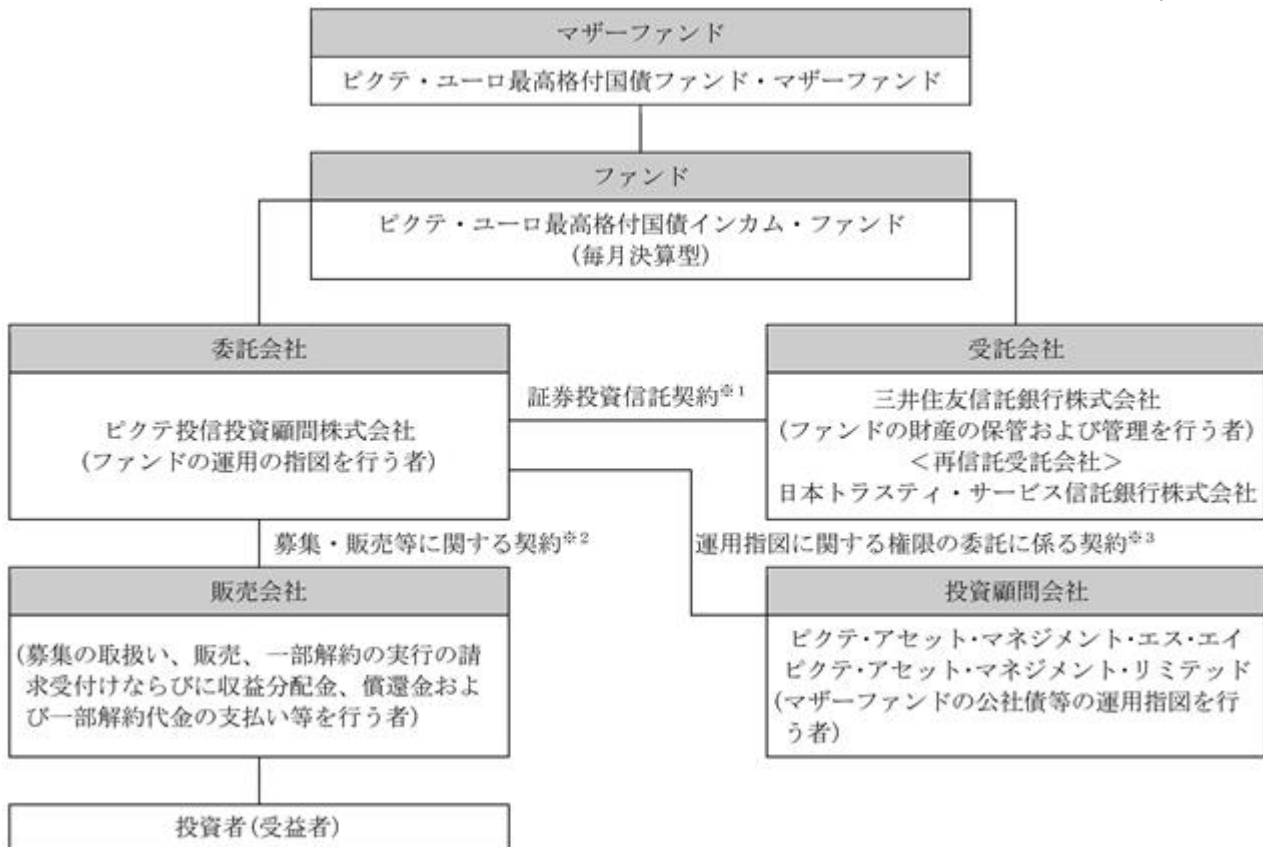 マザーファンド
ピクテ・ユーロ最高格付国債ファンド・マザーファンド
ファンド
ピクテ・ユーロ最高格付国債インカム・ファンド
(毎月決算型)
委託会社
ピクテ投信投資顧問株式会社
(ファンドの運用の指図を行う者)
証券投資信託契約※1
受託会社
三井住友信託銀行株式会社
(ファンドの財産の保管および管理を行う者)
＜再信託受託会社＞
日本トラスティ・サービス信託銀行株式会社
募集・販売等に関する契約※2
運用指図に関する権限の委託に係る契約※3
販売会社
(募集の取扱い、販売、一部解約の実行の請
求受付けならびに収益分配金、償還金およ
び一部解約代金の支払い等を行う者)
投資顧問会社
ピクテ・アセット・マネジメント・エス・エイ
ピクテ・アセット・マネジメント・リミテッド
(マザーファンドの公社債等の運用指図を行
う者)
投資者(受益者)